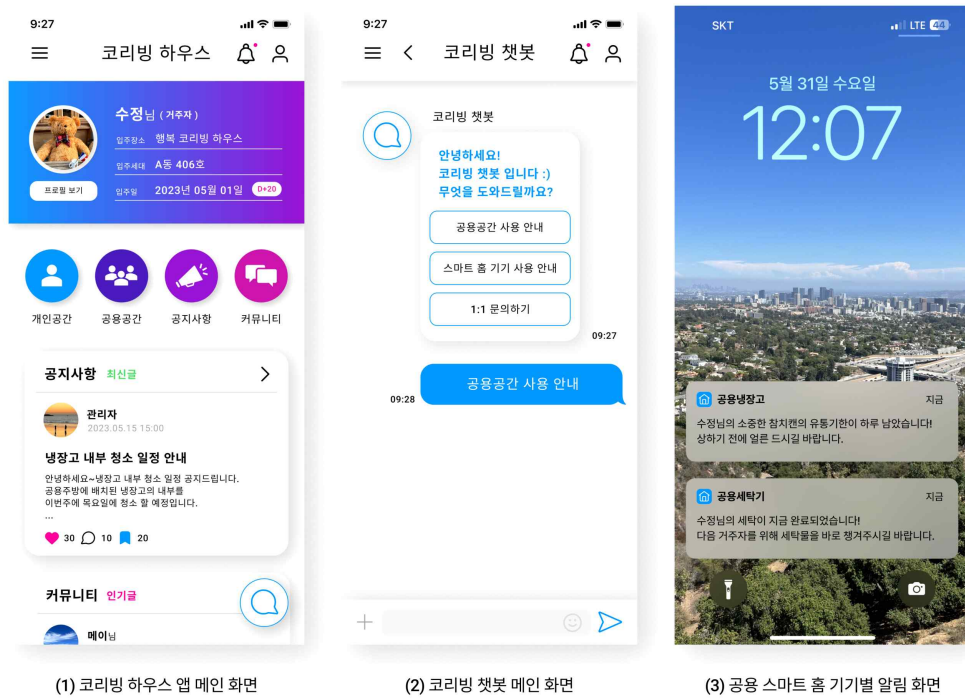 9:27
코리빙 하우스
수정님 (거주자)
입주장소 행복 코리빙 하우스
입주세대 A동 406호
프로필 보기
입주일 2023년 05월 01일 D+20
개인공간 공용공간 공지사항 커뮤니티
공지사항 최신글
관리자
2023.05.15 15:00
냉장고 내부 청소 일정 안내
안녕하세요~냉장고 내부 청소 일정 공지드립니다.
공용주방에 배치된 냉장고의 내부를
이번주에 목요일에 청소 할 예정입니다.
...
30 10 20
커뮤니티 인기글
메이님
(1) 코리빙 하우스 앱 메인 화면
9:27
코리빙 챗봇
코리빙 챗봇
안녕하세요!
코리빙 챗봇 입니다 :)
무엇을 도와드릴까요?
공용공간 사용 안내
스마트 홈 기기 사용 안내
1:1 문의하기
09:27
공용공간 사용 안내
09:28
(2) 코리빙 챗봇 메인 화면
SKT LTE 44
5월 31일 수요일
12:07
공용냉장고 지금
수정님의 소중한 참치캔의 유통기한이 하루 남았습니다!
상하기 전에 얼른 드시길 바랍니다.
공용세탁기 지금
수정님의 세탁이 지금 완료되었습니다!
다음 거주자를 위해 세탁물을 바로 챙겨주시길 바랍니다.
(3) 공용 스마트 홈 기기별 알림 화면